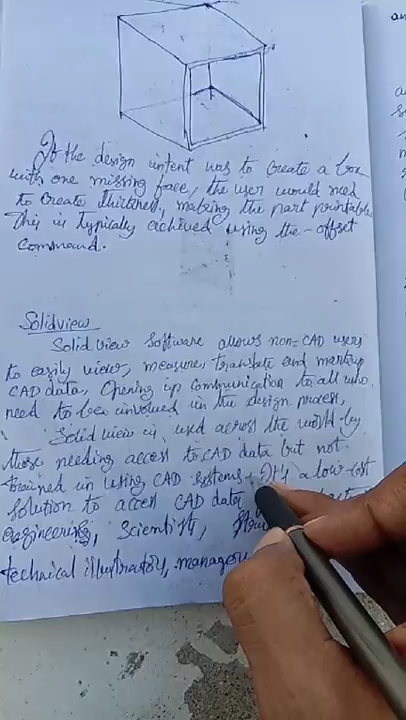 If the design intent was to create a box
with one missing face, the user would need
to create thickness, making the part printable.
This is typically achived using the offset
command.
Solidview
Solid view software allows non-CAD users
to easily view, measure, translate and markup
CAD data, Opening up communication to all who
need to be involved in the design process,
Solid view is used across the world by
those needing access to CAD data but not
trained in using CAD systems. It's a low-cost
solution to access CAD data
engineering, Scientists,
technical illustrators, managers